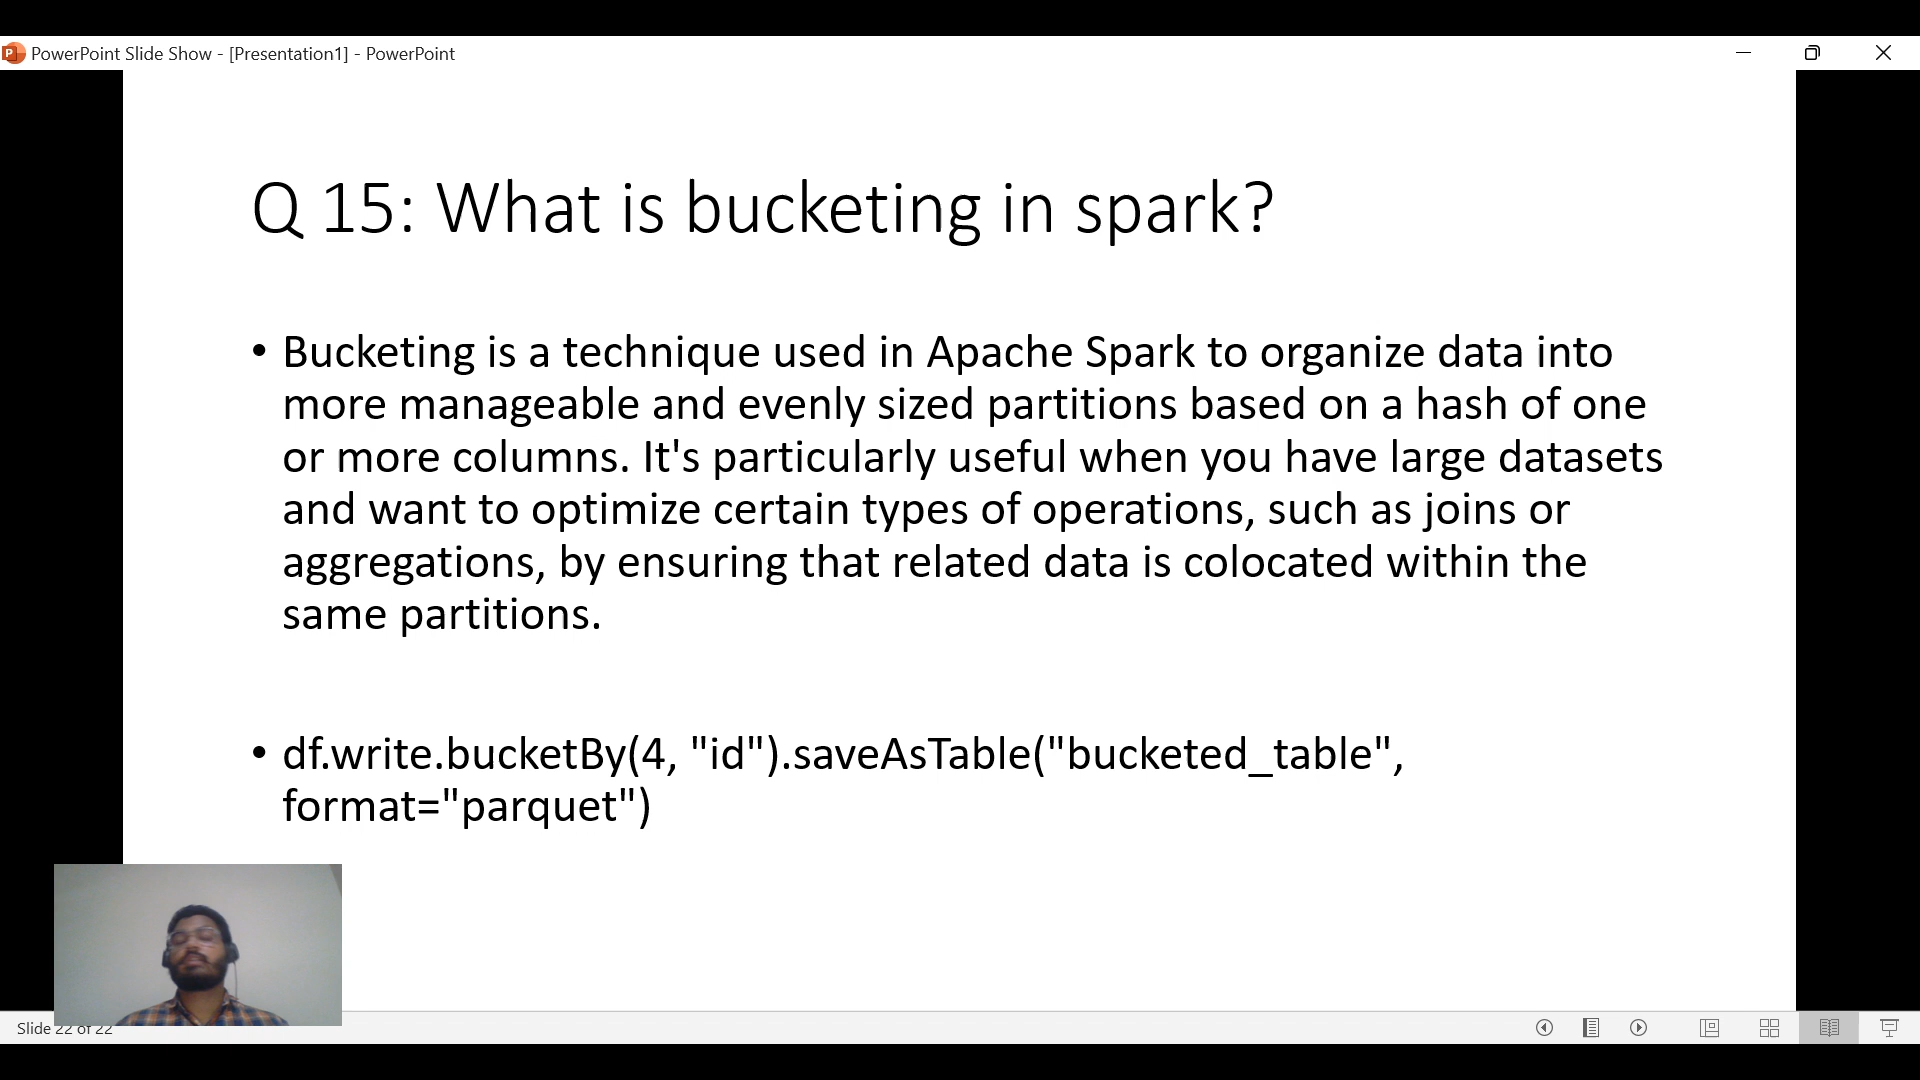 PowerPoint Slide Show - [Presentation1] - PowerPoint
Q 15: What is bucketing in spark?
• Bucketing is a technique used in Apache Spark to organize data into
more manageable and evenly sized partitions based on a hash of one
or more columns. It's particularly useful when you have large datasets
and want to optimize certain types of operations, such as joins or
aggregations, by ensuring that related data is colocated within the
same partitions.
• df.write.bucketBy(4, "id").saveAsTable("bucketed_table",
format="parquet")
Slide 22 of 22